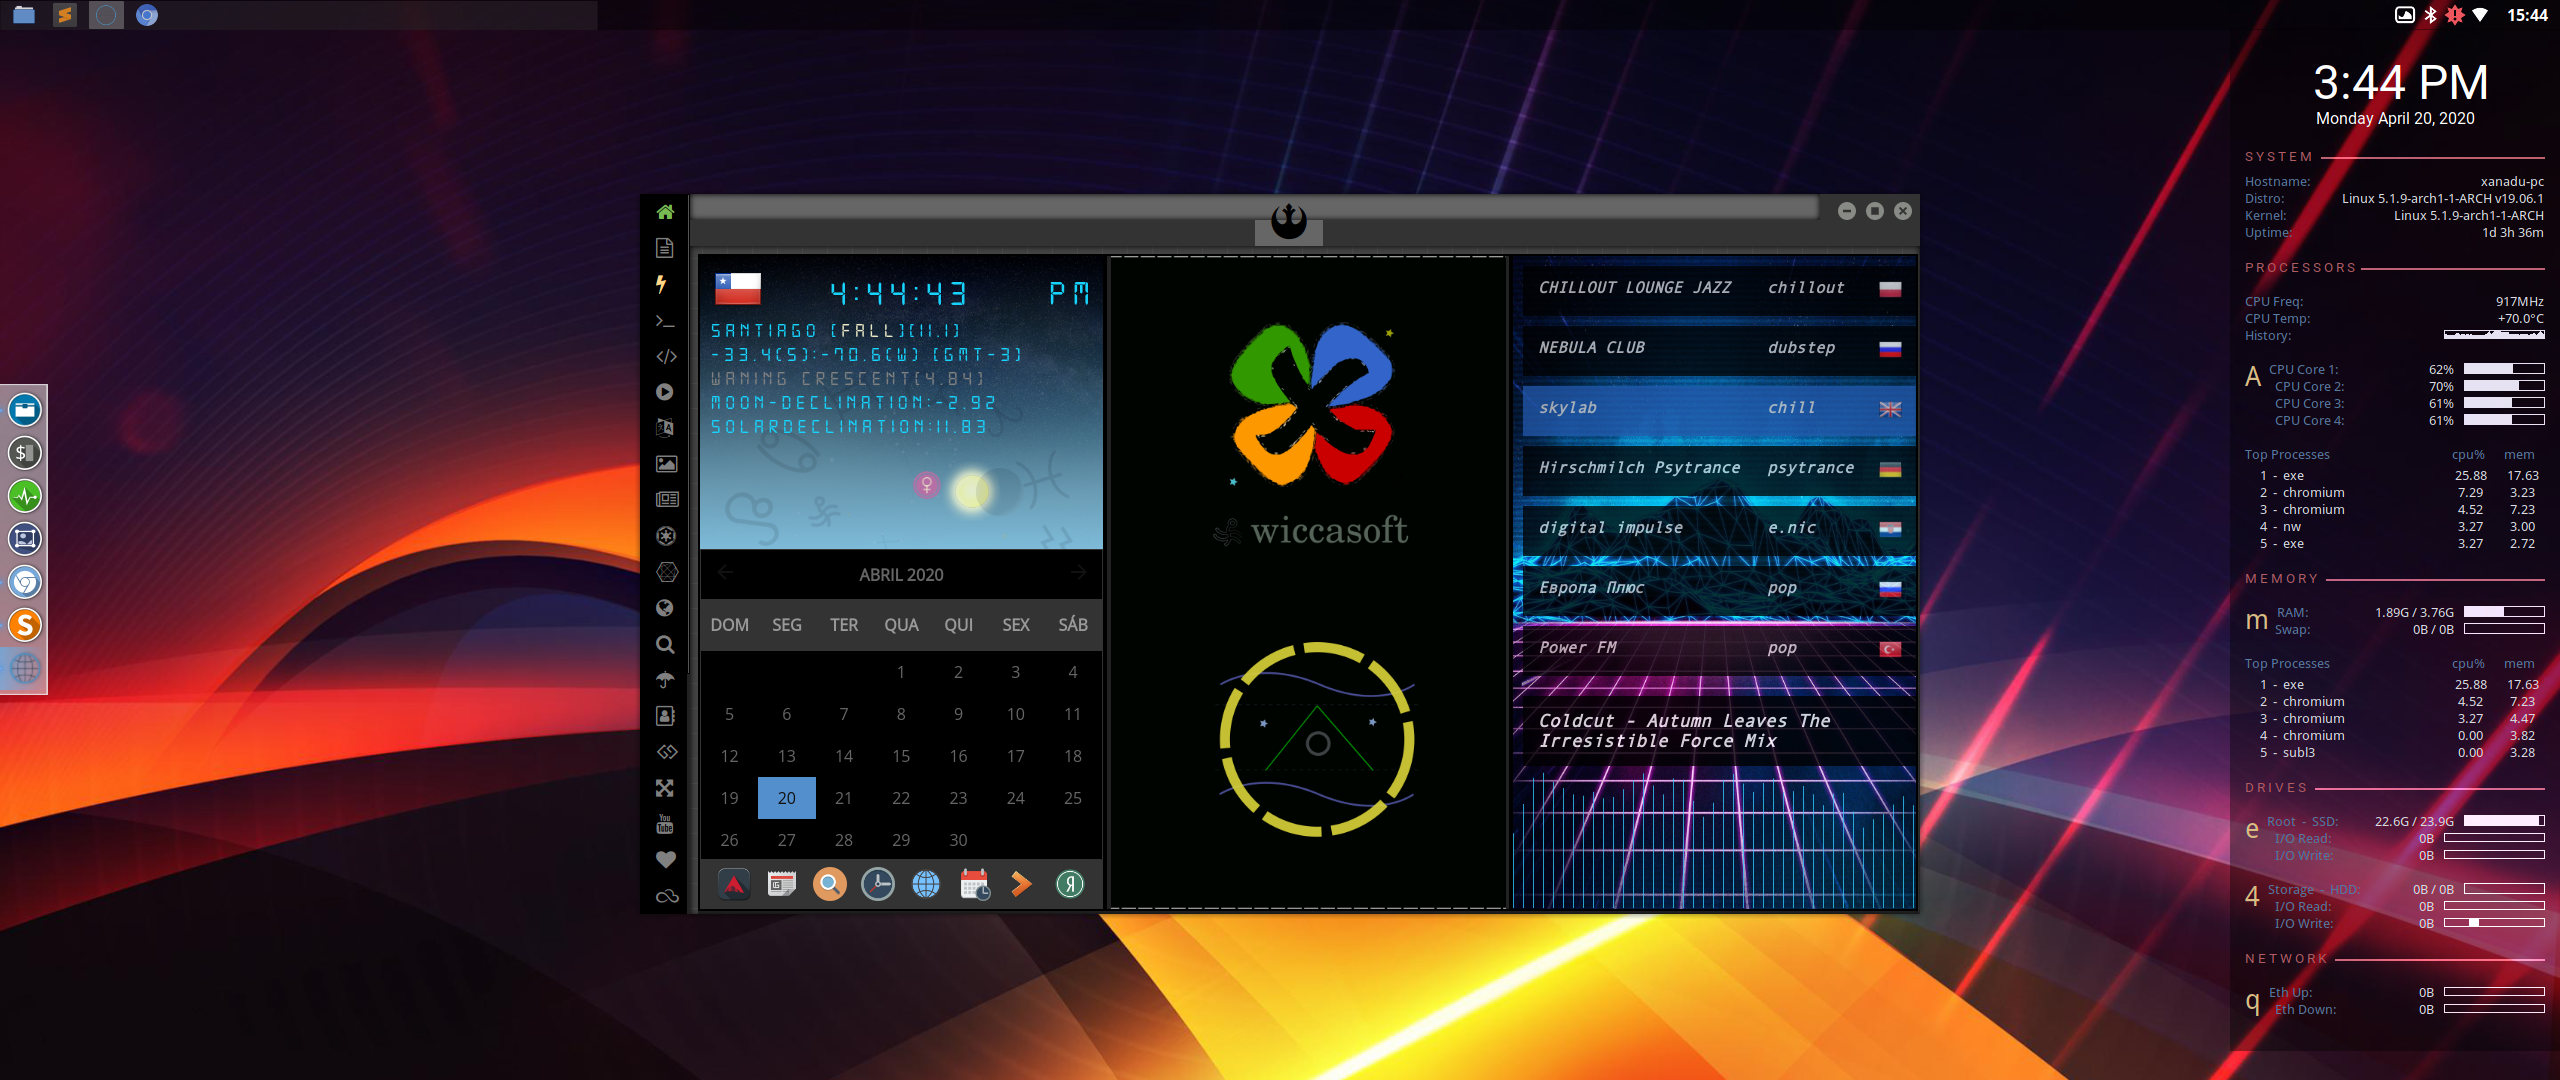 15:44
3:44 PM
Monday April 20, 2020
SYSTEM
Hostname: xanadu-pc
Distro: Linux 5.1.9-arch1-1-ARCH v19.06.1
Kernel: Linux 5.1.9-arch1-1-ARCH
Uptime: 1d 3h 36m
PROCESSORS
CPU Freq: 917MHz
CPU Temp: +70.0°C
History:
A CPU Core 1: 62%
CPU Core 2: 70%
CPU Core 3: 61%
CPU Core 4: 61%
Top Processes cpu% mem
1 - exe 25.88 17.63
2 - chromium 7.29 3.23
3 - chromium 4.52 7.23
4 - nw 3.27 3.00
5 - exe 3.27 2.72
MEMORY
m RAM: 1.89G / 3.76G
Swap: 0B / 0B
Top Processes cpu% mem
1 - exe 25.88 17.63
2 - chromium 4.52 7.23
3 - chromium 3.27 4.47
4 - chromium 0.00 3.82
5 - subl3 0.00 3.28
DRIVES
e Root - SSD: 22.6G / 23.9G
I/O Read: 0B
I/O Write: 0B
4 Storage - HDD: 0B / 0B
I/O Read: 0B
I/O Write: 0B
NETWORK
q Eth Up: 0B
Eth Down: 0B
You
Tube
4:44:43 PM
SANTIAGO [FALL][11.1]
-33.4(S):-70.6(W) [GMT-3]
WANING CRESCENT(4.84)
MOON-DECLINATION:-2.92
SOLARDECLINATION:11.83
ABRIL 2020
DOM SEG TER QUA QUI SEX SÁB
1 2 3 4
5 6 7 8 9 10 11
12 13 14 15 16 17 18
19 20 21 22 23 24 25
26 27 28 29 30
wiccasoft
CHILLOUT LOUNGE JAZZ chillout
NEBULA CLUB dubstep
skylab chill
Hirschmilch Psytrance psytrance
digital impulse e.nic
Европа Плюс pop
Power FM pop
Coldcut - Autumn Leaves The
Irresistible Force Mix